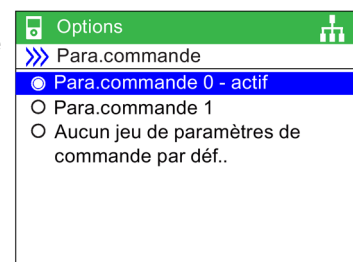 Options
Para.commande
Para.commande 0 - actif
Para.commande 1
Aucun jeu de paramètres de
commande par déf..